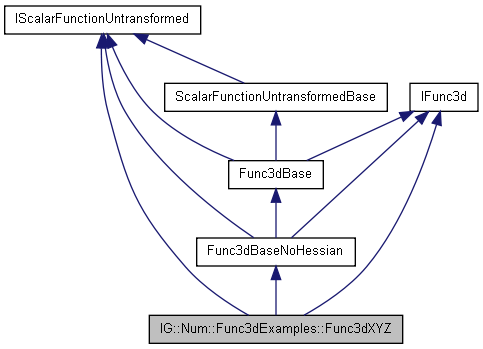 IScalarFunctionUntransformed
ScalarFunctionUntransformedBase
IFunc3d
Func3dBase
Func3dBaseNoHessian
IG::Num::Func3dExamples::Func3dXYZ